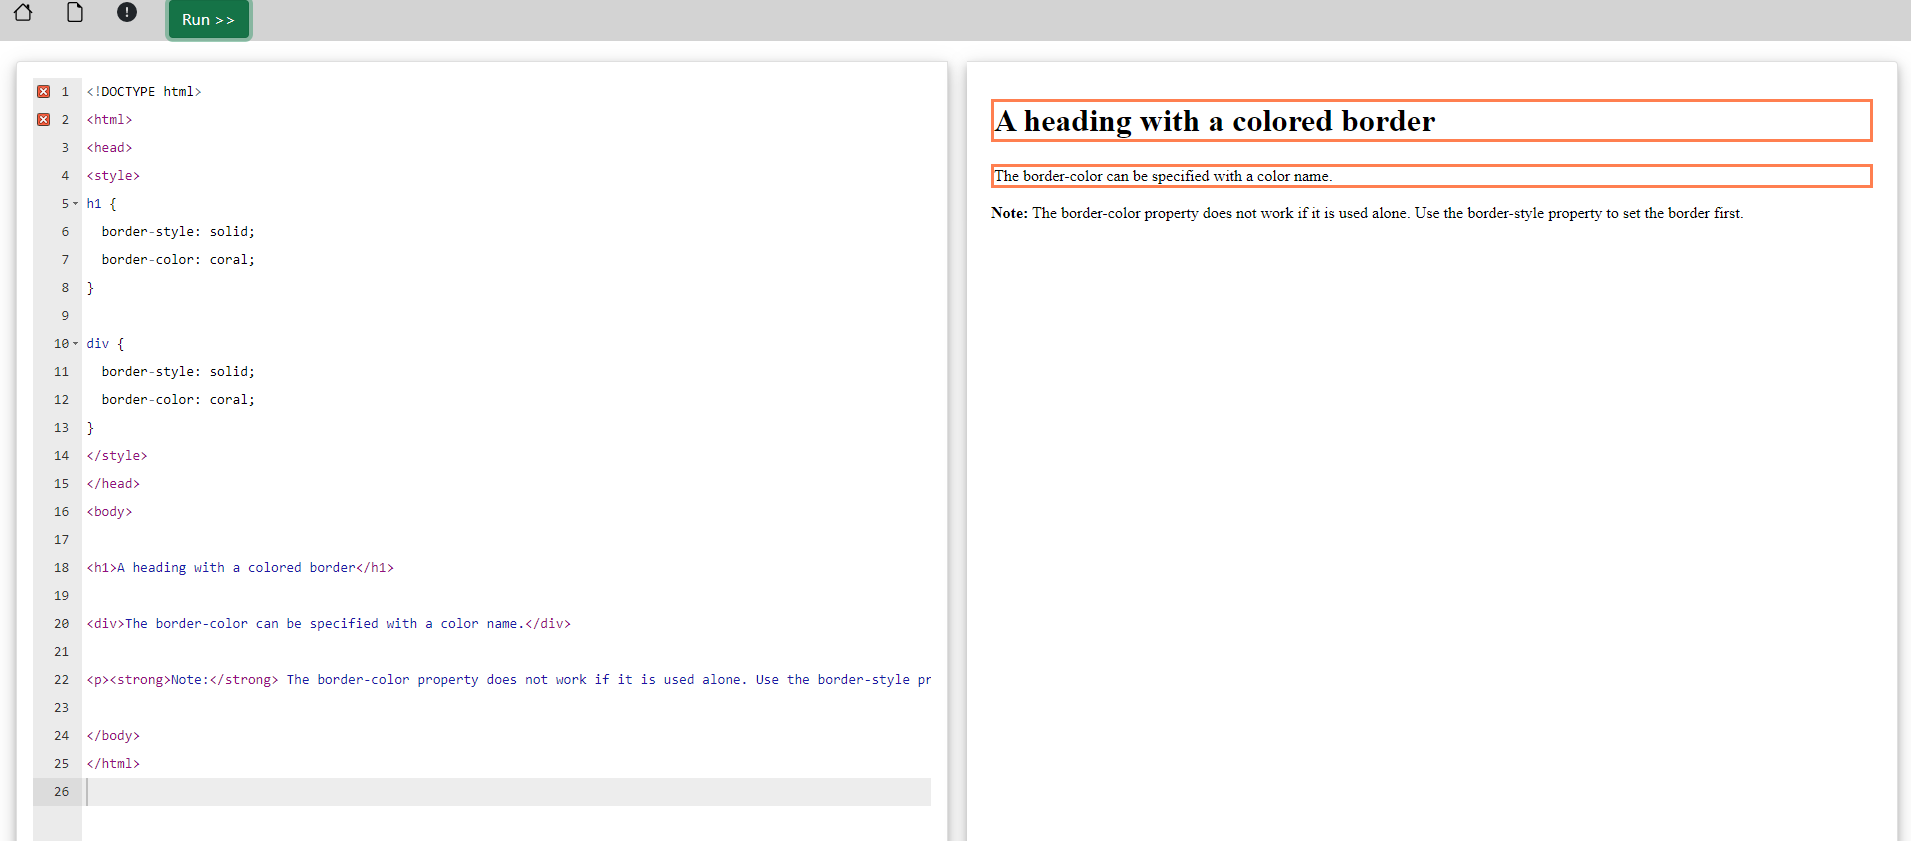 Run >>
1 <!DOCTYPE html>
2 <html>
3 <head>
4 <style>
5 h1 {
6 border-style: solid;
7 border-color: coral;
8 }
9
10 div {
11 border-style: solid;
12 border-color: coral;
13 }
14 </style>
15 </head>
16 <body>
17
18 <h1>A heading with a colored border</h1>
19
20 <div>The border-color can be specified with a color name.</div>
21
22 <p><strong>Note:</strong> The border-color property does not work if it is used alone. Use the border-style pr
23
24 </body>
25 </html>
26
A heading with a colored border
The border-color can be specified with a color name.
Note: The border-color property does not work if it is used alone. Use the border-style property to set the border first.